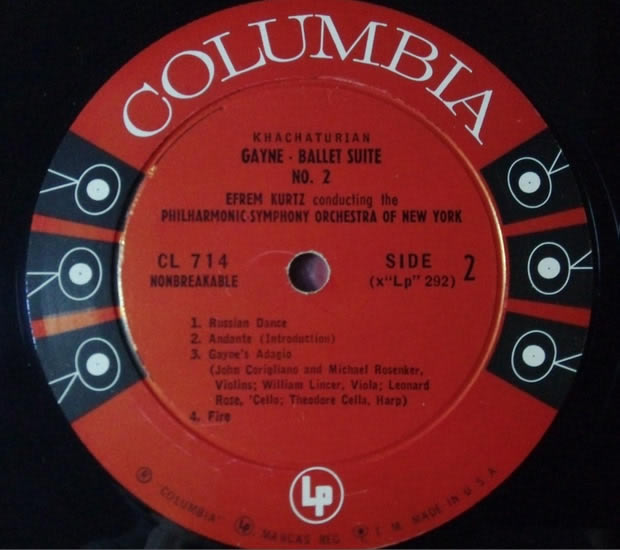 COLUMBIA
KHACHATURIAN
GAYNE - BALLET SUITE
NO. 2
EFREM KURTZ conducting the
PHILHARMONIC-SYMPHONY ORCHESTRA OF NEW YORK
CL 714
NONBREAKABLE
SIDE 2
(x"Lp" 292)
1. Russian Dance
2. Andante (Introduction)
3. Gayne's Adagio
(John Corigliano and Michael Rosenker,
Violins; William Lincer, Viola; Leonard
Rose, 'Cello; Theodore Cella, Harp)
4. Fire
Lp
® "COLUMBIA" Lp MARCAS REG. T. M. MADE IN U.S.A.